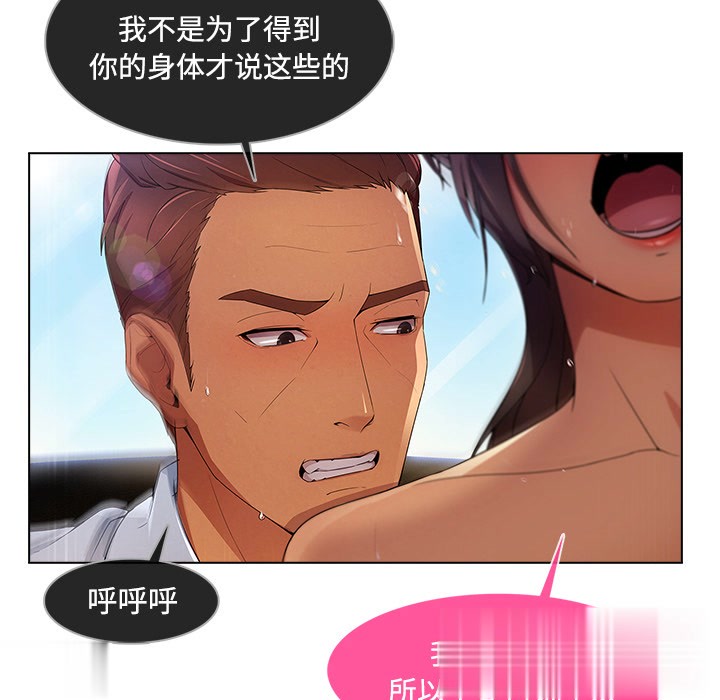 我不是为了得到
你的身体才说这些的
呼呼呼
所以